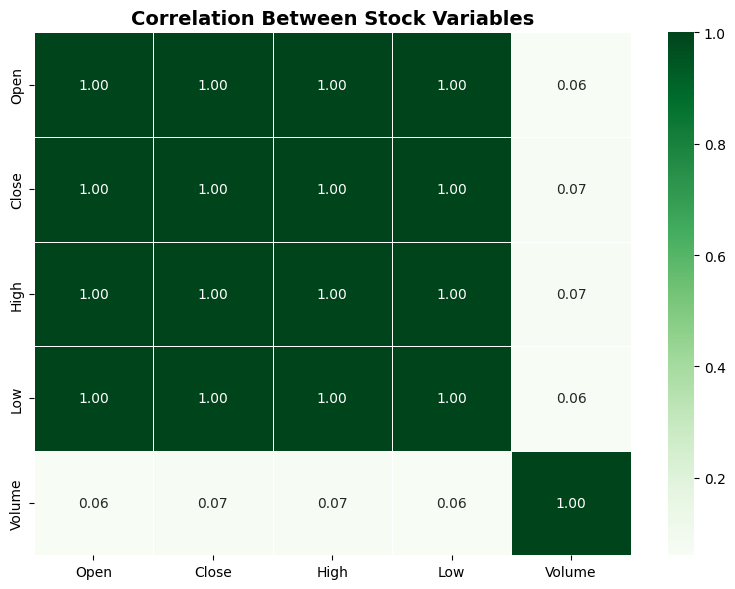 Correlation Between Stock Variables
Open 1.00 1.00 1.00 1.00 0.06
Close 1.00 1.00 1.00 1.00 0.07
High 1.00 1.00 1.00 1.00 0.07
Low 1.00 1.00 1.00 1.00 0.06
Volume 0.06 0.07 0.07 0.06 1.00
Open Close High Low Volume
1.0
0.8
0.6
0.4
0.2